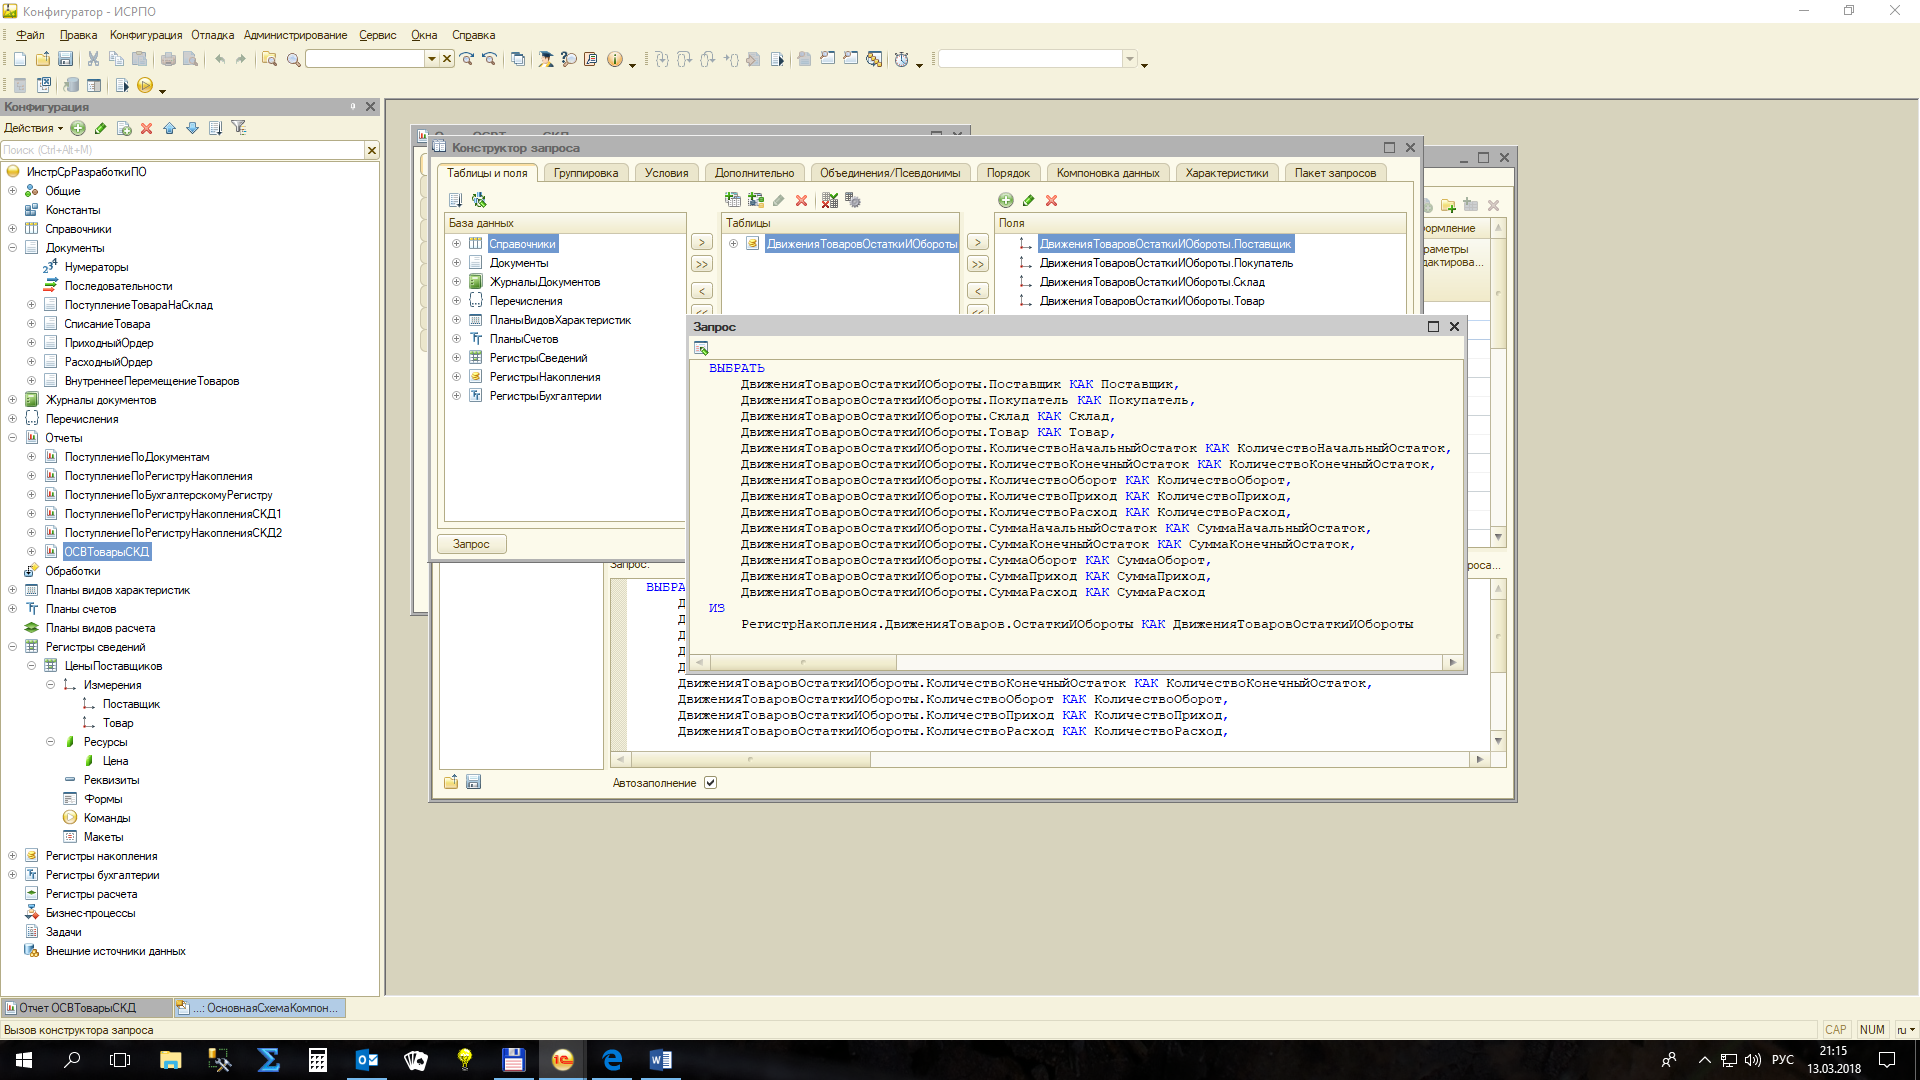 Конфигуратор - ИСРПО
Файл Правка Конфигурация Отладка Администрирование Сервис Окна Справка
Конфигурация
Действия
Поиск (Ctrl+Alt+M)
ИнстрСрРазработкиПО
Общие
Константы
Справочники
Документы
Нумераторы
Последовательности
ПоступлениеТовараНаСклад
СписаниеТовара
ПриходныйОрдер
РасходныйОрдер
ВнутреннееПеремещениеТоваров
Журналы документов
Перечисления
Отчеты
ПоступлениеПоДокументам
ПоступлениеПоРегиструНакопления
ПоступлениеПоБухгалтерскомуРегистру
ПоступлениеПоРегиструНакопленияСКД1
ПоступлениеПоРегиструНакопленияСКД2
ОСВТоварыСКД
Обработки
Планы видов характеристик
Планы счетов
Планы видов расчета
Регистры сведений
ЦеныПоставщиков
Измерения
Поставщик
Товар
Ресурсы
Цена
Реквизиты
Формы
Команды
Макеты
Регистры накопления
Регистры бухгалтерии
Регистры расчета
Бизнес-процессы
Задачи
Внешние источники данных
Конструктор запроса
Таблицы и поля Группировка Условия Дополнительно Объединения/Псевдонимы Порядок Компоновка данных Характеристики Пакет запросов
База данных
Справочники
Документы
ЖурналыДокументов
Перечисления
ПланыВидовХарактеристик
ПланыСчетов
РегистрыСведений
РегистрыНакопления
РегистрыБухгалтерии
Таблицы
ДвиженияТоваровОстаткиИОбороты
Поля
ДвиженияТоваровОстаткиИОбороты.Поставщик
ДвиженияТоваровОстаткиИОбороты.Покупатель
ДвиженияТоваровОстаткиИОбороты.Склад
ДвиженияТоваровОстаткиИОбороты.Товар
> >
>> >>
< <
Запрос
Запрос
ВЫБРАТЬ
ДвиженияТоваровОстаткиИОбороты.Поставщик КАК Поставщик,
ДвиженияТоваровОстаткиИОбороты.Покупатель КАК Покупатель,
ДвиженияТоваровОстаткиИОбороты.Склад КАК Склад,
ДвиженияТоваровОстаткиИОбороты.Товар КАК Товар,
ДвиженияТоваровОстаткиИОбороты.КоличествоНачальныйОстаток КАК КоличествоНачальныйОстаток,
ДвиженияТоваровОстаткиИОбороты.КоличествоКонечныйОстаток КАК КоличествоКонечныйОстаток,
ДвиженияТоваровОстаткиИОбороты.КоличествоОборот КАК КоличествоОборот,
ДвиженияТоваровОстаткиИОбороты.КоличествоПриход КАК КоличествоПриход,
ДвиженияТоваровОстаткиИОбороты.КоличествоРасход КАК КоличествоРасход,
ДвиженияТоваровОстаткиИОбороты.СуммаНачальныйОстаток КАК СуммаНачальныйОстаток,
ДвиженияТоваровОстаткиИОбороты.СуммаКонечныйОстаток КАК СуммаКонечныйОстаток,
ДвиженияТоваровОстаткиИОбороты.СуммаОборот КАК СуммаОборот,
ДвиженияТоваровОстаткиИОбороты.СуммаПриход КАК СуммаПриход,
ДвиженияТоваровОстаткиИОбороты.СуммаРасход КАК СуммаРасход
ИЗ
РегистрНакопления.ДвиженияТоваров.ОстаткиИОбороты КАК ДвиженияТоваровОстаткиИОбороты
ормление
раметры
дактирова...
Запрос:
роса...
ВЫБРА
ДвиженияТоваровОстаткиИОбороты.КоличествоКонечныйОстаток КАК КоличествоКонечныйОстаток,
ДвиженияТоваровОстаткиИОбороты.КоличествоОборот КАК КоличествоОборот,
ДвиженияТоваровОстаткиИОбороты.КоличествоПриход КАК КоличествоПриход,
ДвиженияТоваровОстаткиИОбороты.КоличествоРасход КАК КоличествоРасход,
Автозаполнение
Отчет ОСВТоварыСКД ...: ОсновнаяСхемаКомпон...
Вызов конструктора запроса
CAP NUM ru
РУС
21:15
13.03.2018